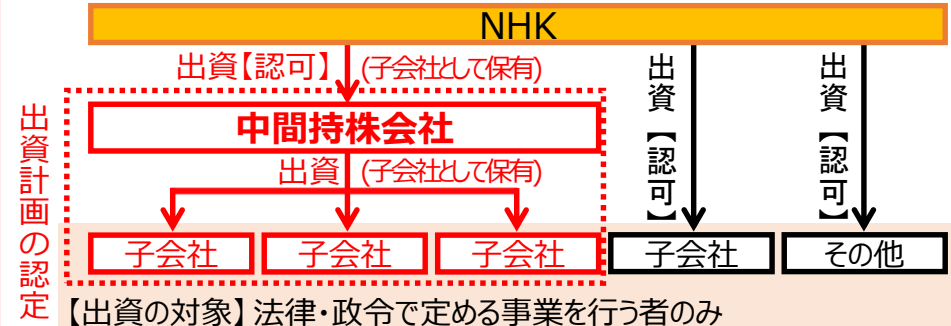 NHK
出資【認可】 (子会社として保有)
中間持株会社
出資 (子会社として保有)
子会社
子会社
子会社
出資計画の認定
出資【認可】
子会社
出資【認可】
その他
【出資の対象】法律・政令で定める事業を行う者のみ